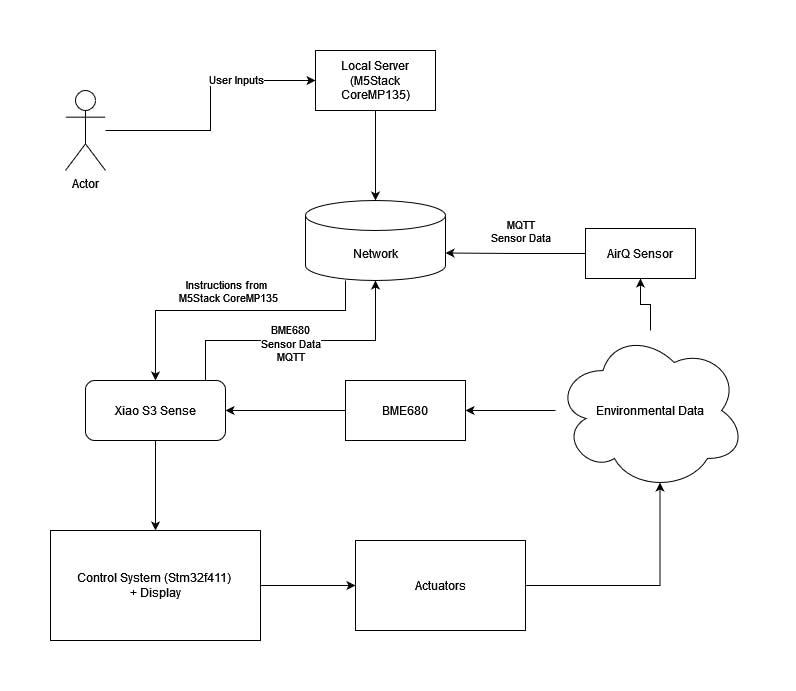 Local Server
(M5Stack
CoreMP135)
User Inputs
Actor
Network
MQTT
Sensor Data
AirQ Sensor
Instructions from
M5Stack CoreMP135
BME680
Sensor Data
MQTT
Xiao S3 Sense
BME680
Environmental Data
Control System (Stm32f411)
+ Display
Actuators